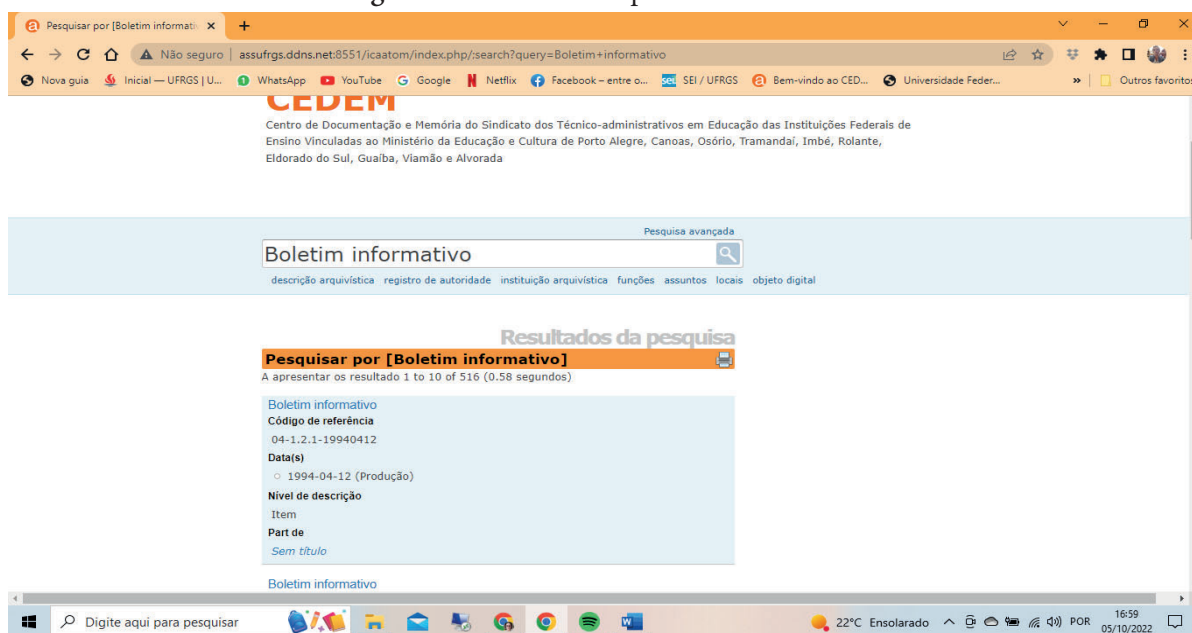 Pesquisar por [Boletim informati
Não seguro | assufrgs.ddns.net:8551/icaatom/index.php/;search?query=Boletim+informativo
Nova guia Inicial — UFRGS | U... WhatsApp YouTube Google Netflix Facebook – entre o... SEI / UFRGS Bem-vindo ao CED... Universidade Feder... » Outros favoritos
CEDEM
Centro de Documentação e Memória do Sindicato dos Técnico-administrativos em Educação das Instituições Federais de
Ensino Vinculadas ao Ministério da Educação e Cultura de Porto Alegre, Canoas, Osório, Tramandaí, Imbé, Rolante,
Eldorado do Sul, Guaíba, Viamão e Alvorada
Pesquisa avançada
Boletim informativo
descrição arquivística registro de autoridade instituição arquivística funções assuntos locais objeto digital
Resultados da pesquisa
Pesquisar por [Boletim informativo]
A apresentar os resultado 1 to 10 of 516 (0.58 segundos)
Boletim informativo
Código de referência
04-1.2.1-19940412
Data(s)
1994-04-12 (Produção)
Nível de descrição
Item
Part de
Sem título
Boletim informativo
Digite aqui para pesquisar
22°C Ensolarado
POR
16:59
05/10/2022